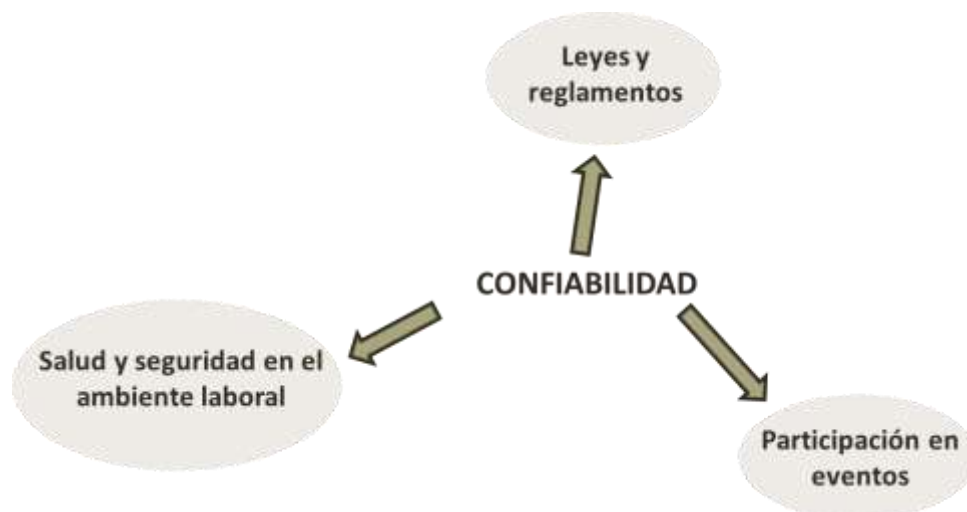 Leyes y
reglamentos
CONFIABILIDAD
Salud y seguridad en el
ambiente laboral
Participación en
eventos